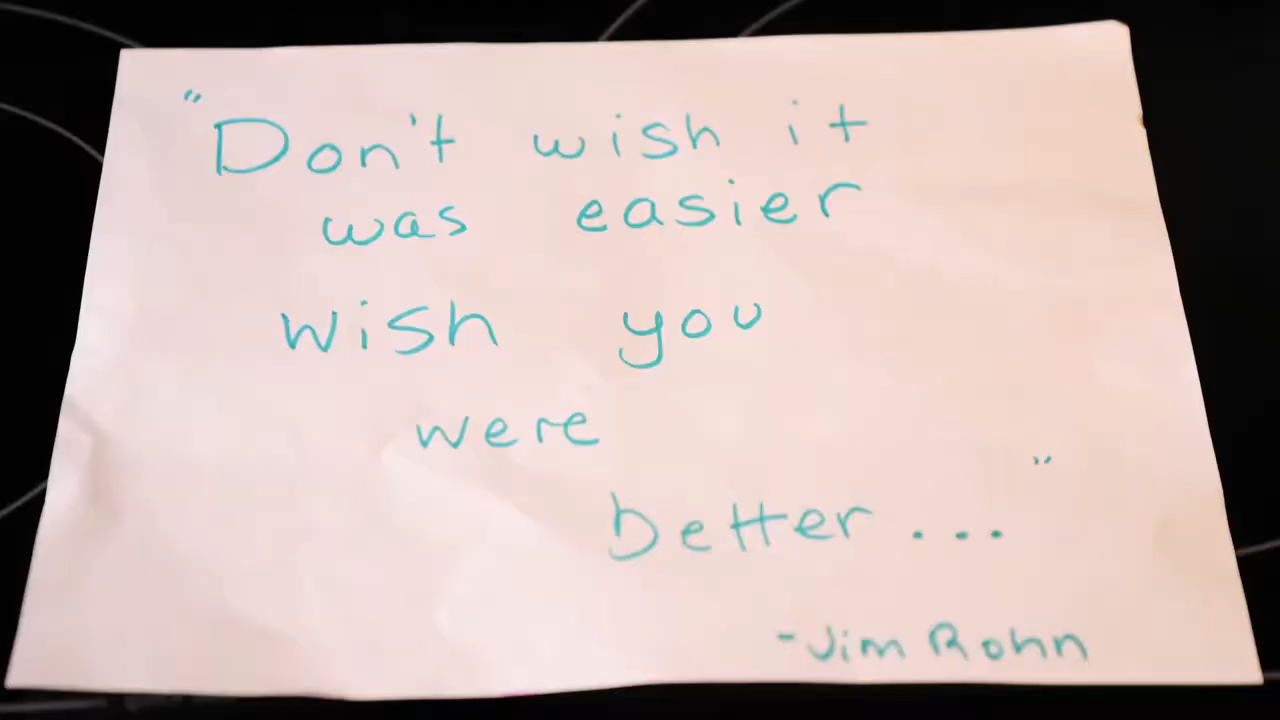 "Don't wish it
was easier
wish you
were
better..."
-Jim Rohn